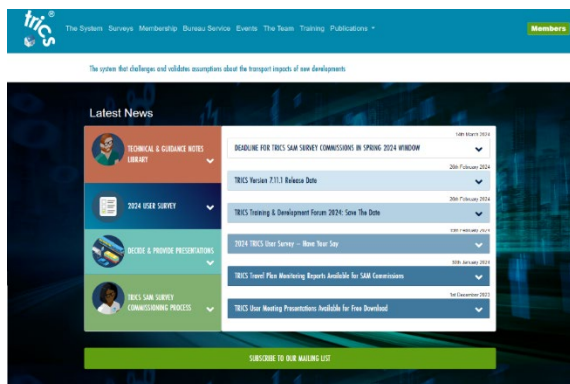 trics®
The System Surveys Membership Bureau Service Events The Team Training Publications
Members
The system that challenges and validates assumptions about the transport impacts of new developments
Latest News
TECHNICAL & GUIDANCE NOTES
LIBRARY
2024 USER SURVEY
DECIDE & PROVIDE PRESENTATIONS
TRICS SAM SURVEY
COMMISSIONING PROCESS
14th March 2024
DEADLINE FOR TRICS SAM SURVEY COMMISSIONS IN SPRING 2024 WINDOW
26th February 2024
TRICS Version 7.11.1 Release Date
February 2024
TRICS Training & Development Forum 2024: Save The Date
February 2024
2024 TRICS User Survey – Have Your Say
January 2024
TRICS Travel Plan Monitoring Reports Available for SAM Commissions
1st December 2023
TRICS User Meeting Presentations Available for Free Download
SUBSCRIBE TO OUR MAILING LIST